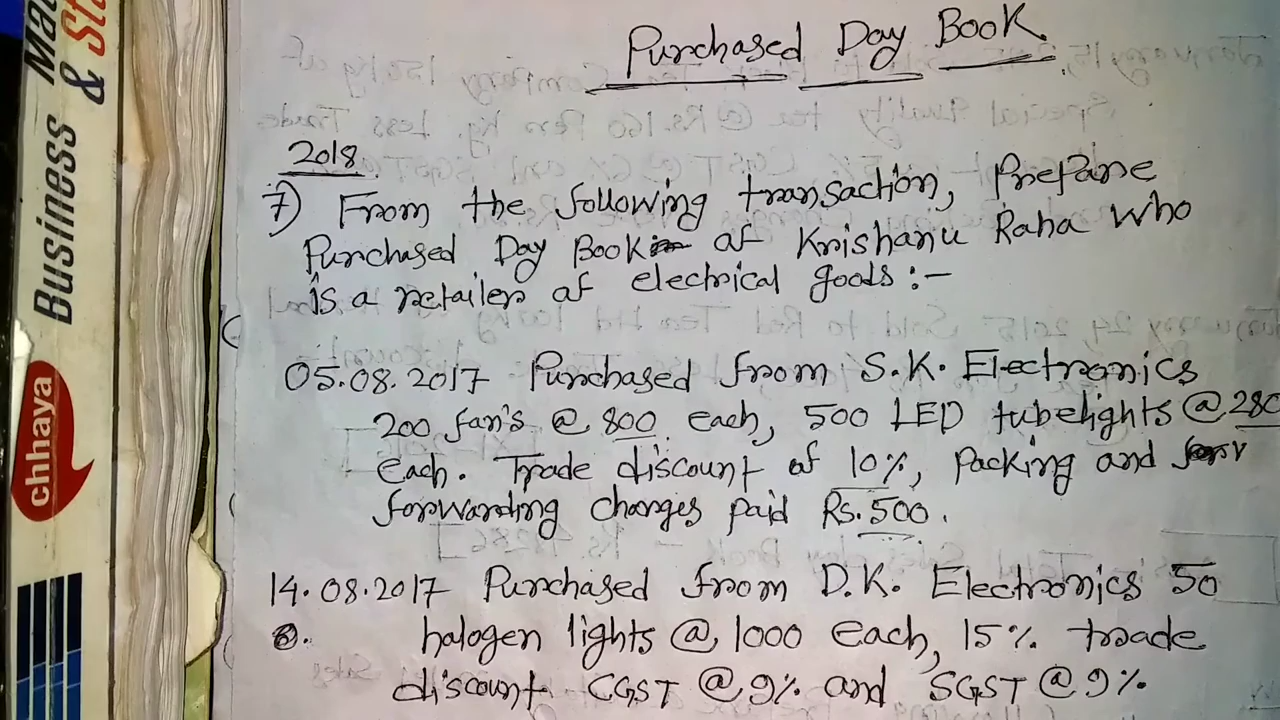 Purchased Day Book
2018
7) From the following transaction, Prepare
Purchased Day Book of Krishanu Raha who
is a retailer of electrical goods :-
05.08.2017 Purchased from S.K. Electronics
200 fan's @ 800 each, 500 LED tubelights @ 280
each. Trade discount of 10%, Packing and
forwarding charges paid Rs. 500.
14.08.2017 Purchased from D.K. Electronics 50
halogen lights @ 1000 each, 15% trade
discount CGST @ 9% and SGST @ 9%
Business Mat
& Sta
chhaya